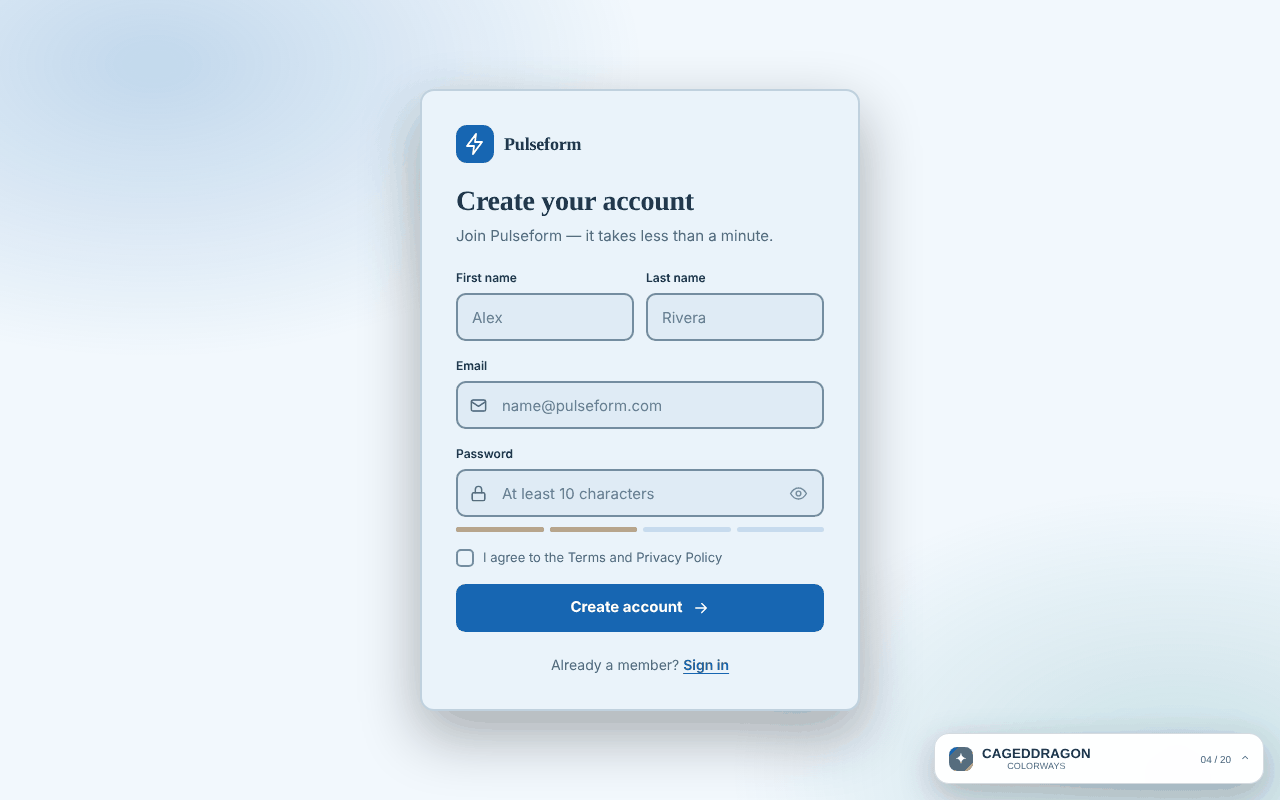 Pulseform
Create your account
Join Pulseform — it takes less than a minute.
First name Last name
Alex Rivera
Email
name@pulseform.com
Password
At least 10 characters
I agree to the Terms and Privacy Policy
Create account →
Already a member? Sign in
CAGEDDRAGON
COLORWAYS
04 / 20